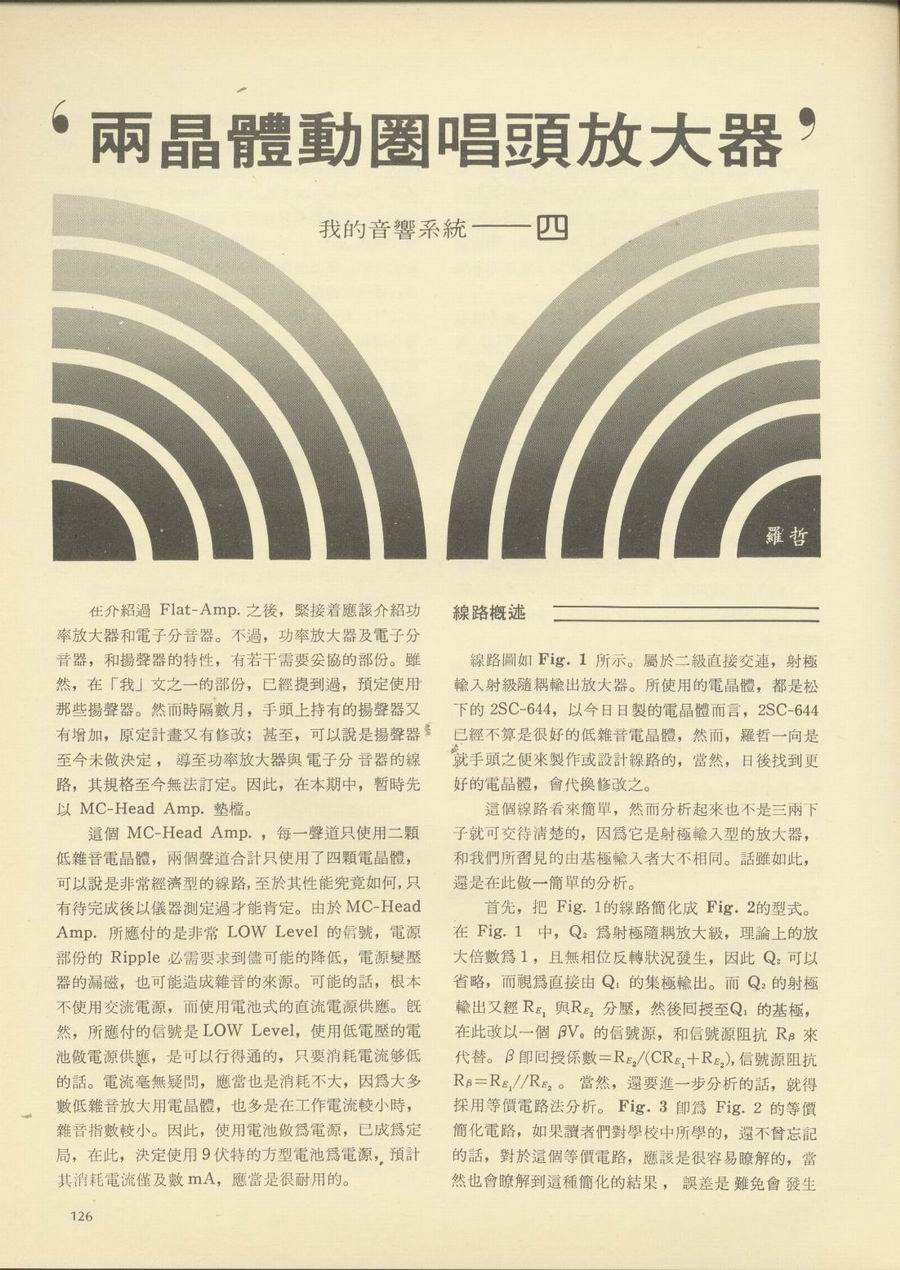 ‘兩晶體動圈唱頭放大器’
我的音響系統——四
羅哲
在介紹過 Flat-Amp. 之後，緊接着應該介紹功
率放大器和電子分音器。不過，功率放大器及電子分
音器，和揚聲器的特性，有若干需要妥協的部份。雖
然，在「我」文之一的部份，已經提到過，預定使用
那些揚聲器。然而時隔數月，手頭上持有的揚聲器又
有增加，原定計畫又有修改；甚至，可以說是揚聲器
至今未做決定，導至功率放大器與電子分音器的線
路，其規格至今無法訂定。因此，在本期中，暫時先
以 MC-Head Amp. 墊檔。
這個 MC-Head Amp. ，每一聲道只使用二顆
低雜音電晶體，兩個聲道合計只使用了四顆電晶體，
可以說是非常經濟型的線路,至於其性能究竟如何,只
有待完成後以儀器測定過才能肯定。由於 MC-Head
Amp. 所應付的是非常 LOW Level 的信號，電源
部份的 Ripple 必需要求到儘可能的降低，電源變壓
器的漏磁，也可能造成雜音的來源。可能的話，根本
不使用交流電源，而使用電池式的直流電源供應。旣
然，所應付的信號是 LOW Level，使用低電壓的電
池做電源供應，是可以行得通的，只要消耗電流够低
的話。電流毫無疑問，應當也是消耗不大，因爲大多
數低雜音放大用電晶體，也多是在工作電流較小時，
雜音指數較小。因此，使用電池做爲電源，已成爲定
局，在此，決定使用9伏特的方型電池爲電源，預計
其消耗電流僅及數 mA，應當是很耐用的。
線路概述
線路圖如 Fig. 1 所示。屬於二級直接交連，射極
輸入射級隨耦輸出放大器。所使用的電晶體，都是松
下的 2SC-644，以今日日製的電晶體而言，2SC-644
已經不算是很好的低雜音電晶體，然而，羅哲一向是
就手頭之便來製作或設計線路的，當然，日後找到更
好的電晶體，會代換修改之。
這個線路看來簡單，然而分析起來也不是三兩下
子就可交待清楚的，因爲它是射極輸入型的放大器，
和我們所習見的由基極輸入者大不相同。話雖如此，
還是在此做一簡單的分析。
首先，把 Fig. 1的線路簡化成 Fig. 2的型式。
在 Fig. 1 中，Q₂ 爲射極隨耦放大級，理論上的放
大倍數爲1，且無相位反轉狀況發生，因此 Q₂ 可以
省略，而視爲直接由 Q₁ 的集極輸出。而 Q₂ 的射極
輸出又經 RE₁ 與RE₂ 分壓，然後回授至Q₁ 的基極，
在此改以一個 βV₀ 的信號源，和信號源阻抗 Rβ 來
代替。β卽回授係數=RE₂/(CRE₁+RE₂),信號源阻抗
Rβ=RE₁//RE₂ 。當然，還要進一步分析的話，就得
採用等價電路法分析。Fig. 3 卽爲 Fig. 2 的等價
簡化電路，如果讀者們對學校中所學的，還不曾忘記
的話，對於這個等價電路，應該是很容易瞭解的，當
然也會瞭解到這種簡化的結果，誤差是難免會發生
126